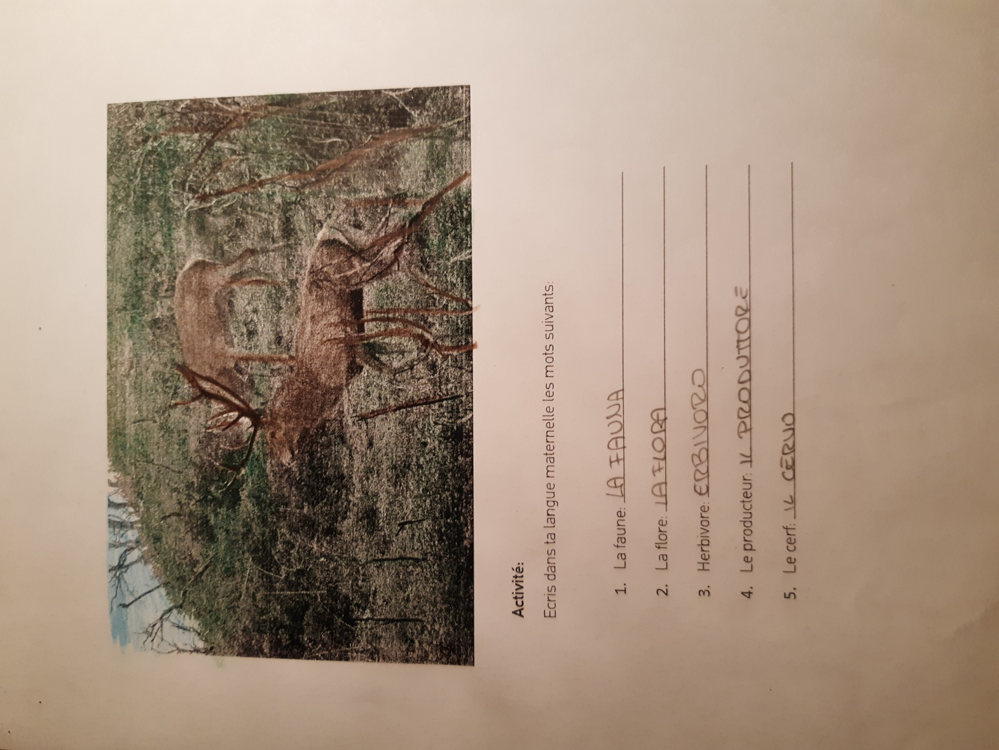 Activité:
Ecris dans ta langue maternelle les mots suivants:
1. La faune: LA FAUNA
2. La flore: LA FLORA
3. Herbivore: ERBIVORO
4. Le producteur: IL PRODUTTORE
5. Le cerf: IL CERVO